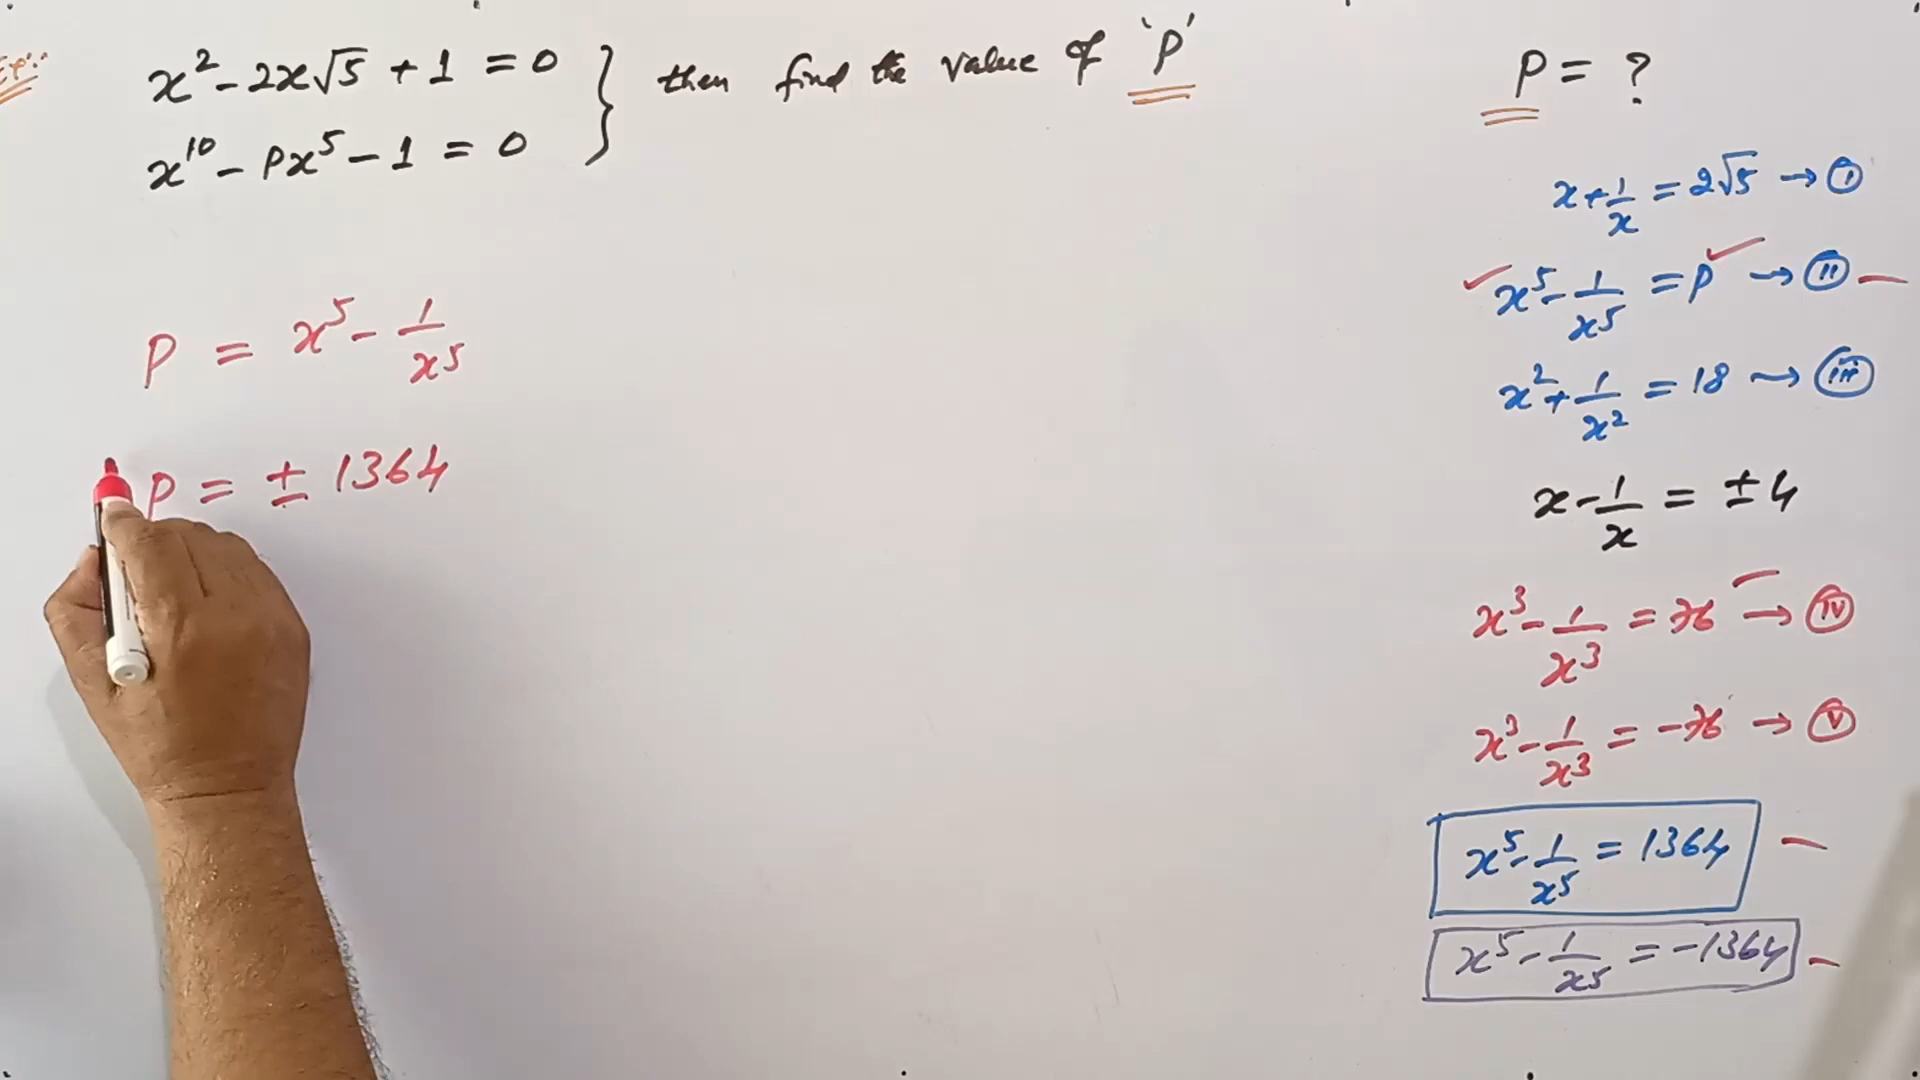 Ex:
x² - 2x√5 + 1 = 0
x¹⁰ - px⁵ - 1 = 0
} then find the value of 'P'
P = x⁵ - 1/x⁵
P = ± 1364
P = ?
x + 1/x = 2√5 → (i)
x⁵ - 1/x⁵ = P → (ii)
x² + 1/x² = 18 → (iii)
x - 1/x = ± 4
x³ - 1/x³ = 76 → (iv)
x³ - 1/x³ = -76 → (v)
x⁵ - 1/x⁵ = 1364
x⁵ - 1/x⁵ = -1364